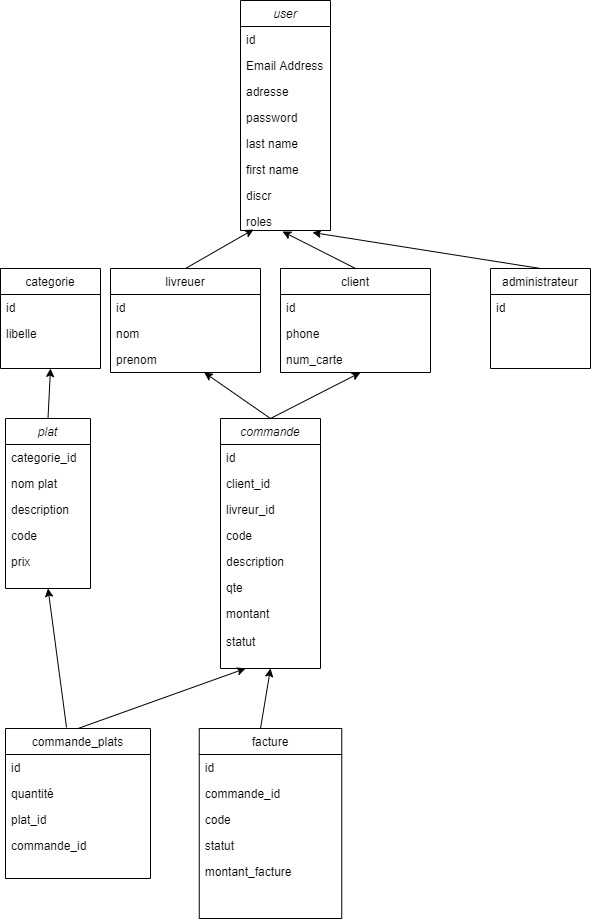 user
id
Email Address
adresse
password
last name
first name
discr
roles
categorie
id
libelle
livreuer
id
nom
prenom
client
id
phone
num_carte
administrateur
id
plat
categorie_id
nom plat
description
code
prix
commande
id
client_id
livreur_id
code
description
qte
montant
statut
commande_plats
id
quantité
plat_id
commande_id
facture
id
commande_id
code
statut
montant_facture